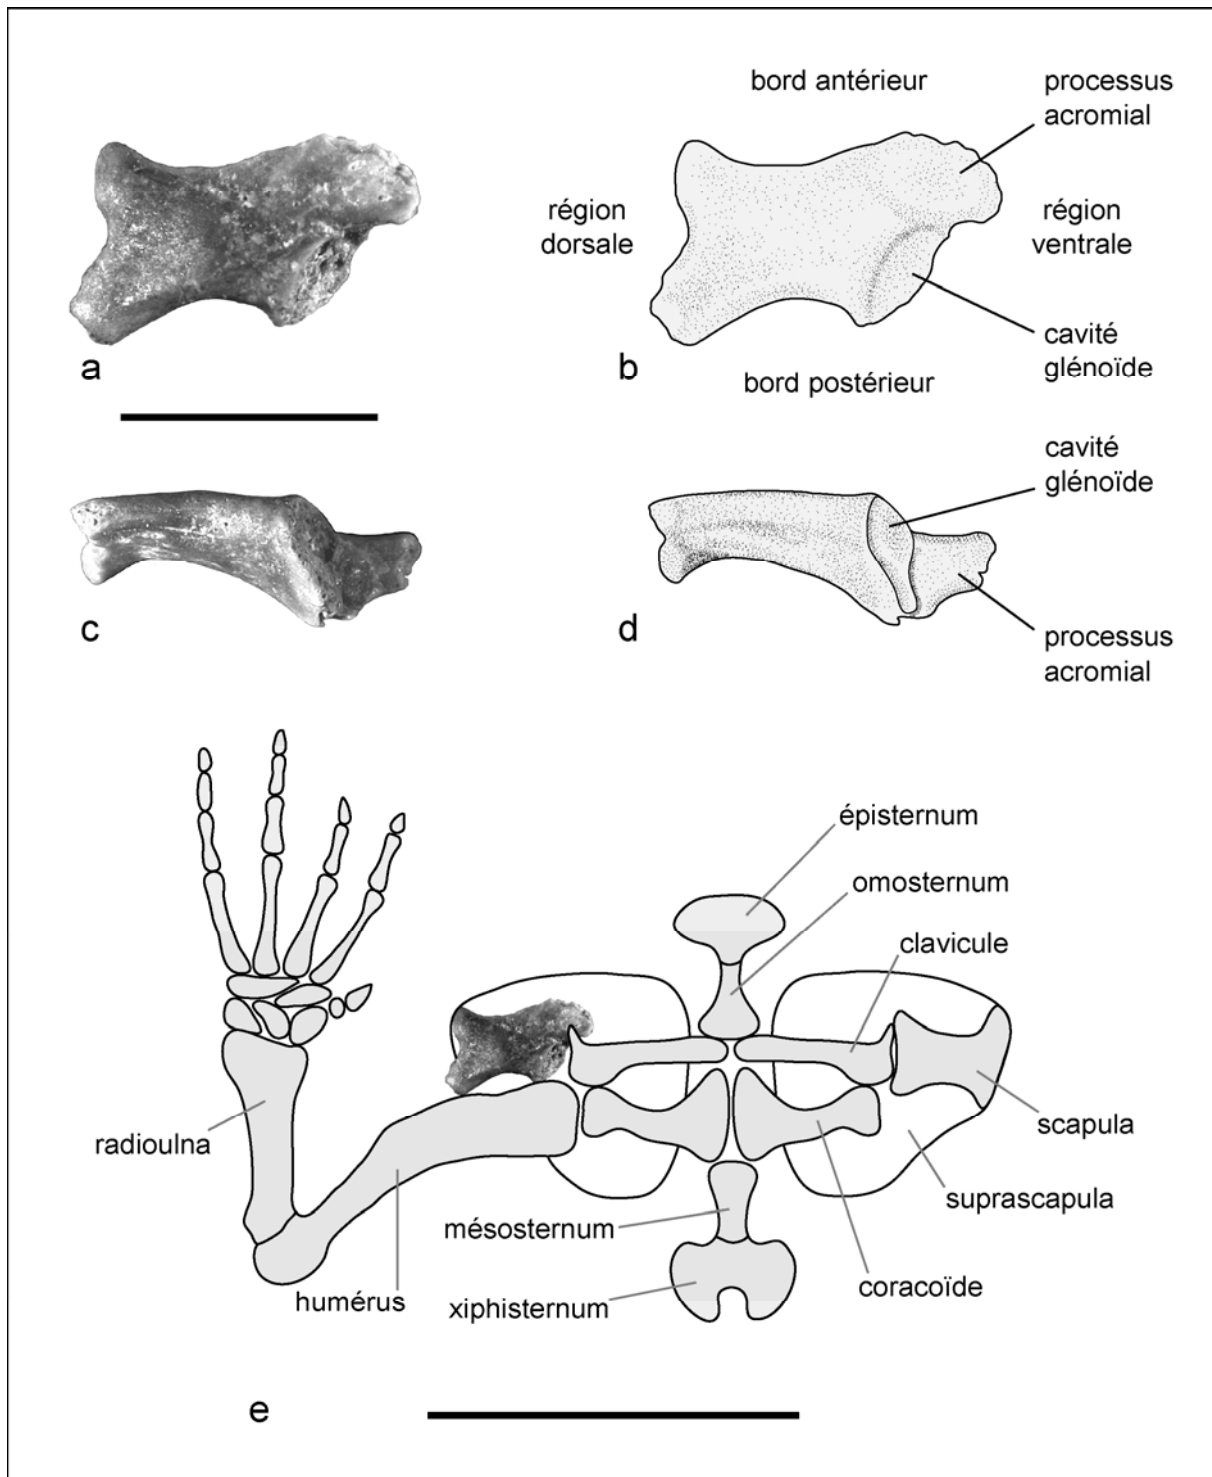 bord antérieur
processus
acromial
région
dorsale
région
ventrale
cavité
glénoïde
a
b
bord postérieur
cavité
glénoïde
c
d
processus
acromial
épisternum
omosternum
clavicule
radioulna
scapula
suprascapula
mésosternum
coracoïde
humérus
xiphisternum
e